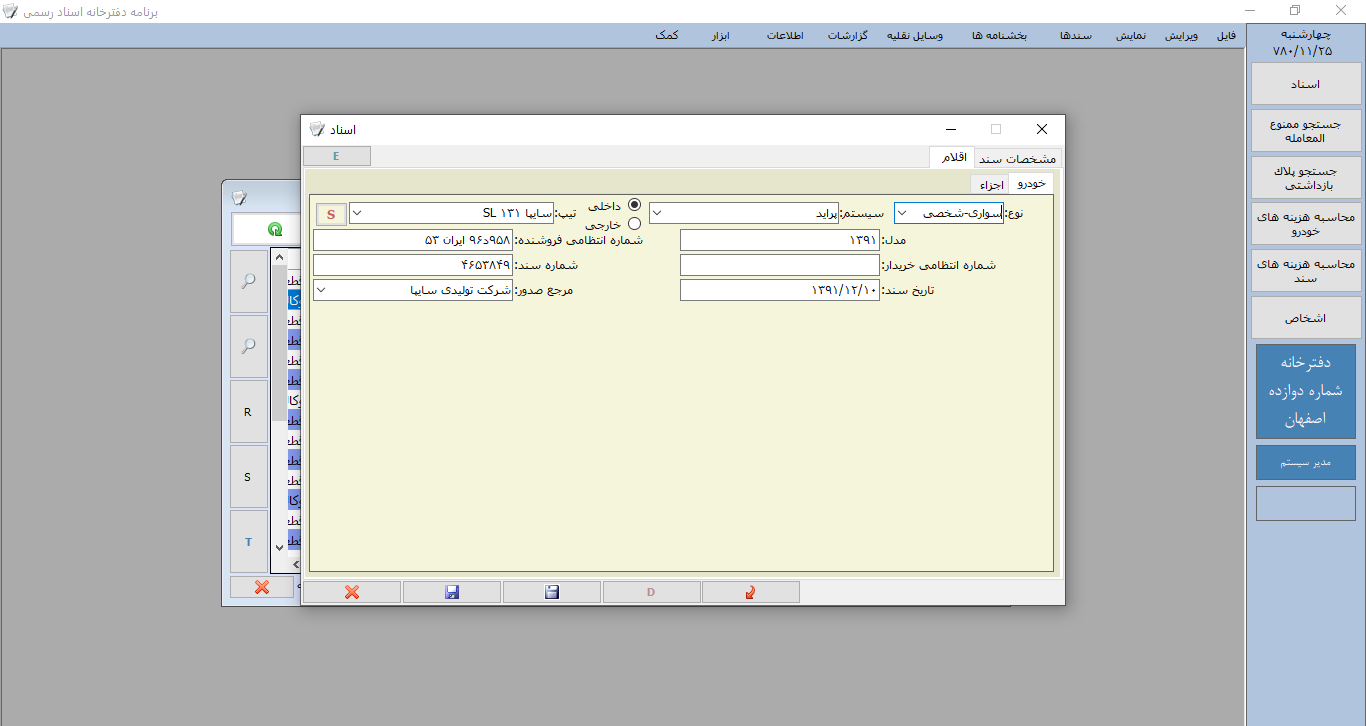 برنامه دفترخانه اسناد رسمی
فایل ویرایش نمایش سندها بخشنامه ها وسایل نقلیه گزارشات اطلاعات ابزار کمک
چهارشنبه
۷۸۰/۱۱/۲۵
اسناد
جستجو ممنوع
المعامله
جستجو پلاک
بازداشتی
محاسبه هزینه های
خودرو
محاسبه هزینه های
سند
اشخاص
دفترخانه
شماره دوازده
اصفهان
مدیر سیستم
اسناد
مشخصات سند اقلام E
خودرو اجزاء
نوع: سواری-شخصی سیستم: پراید داخلی تیپ: سایپا ۱۳۱ SL S
خارجی
مدل: ۱۳۹۱ شماره انتظامی فروشنده: ۹۵۸د۹۶ ایران ۵۳
شماره انتظامی خریدار: شماره سند: ۴۶۵۳۸۴۹
تاریخ سند: ۱۳۹۱/۱۲/۱۰ مرجع صدور: شرکت تولیدی سایپا
D
R
S
T